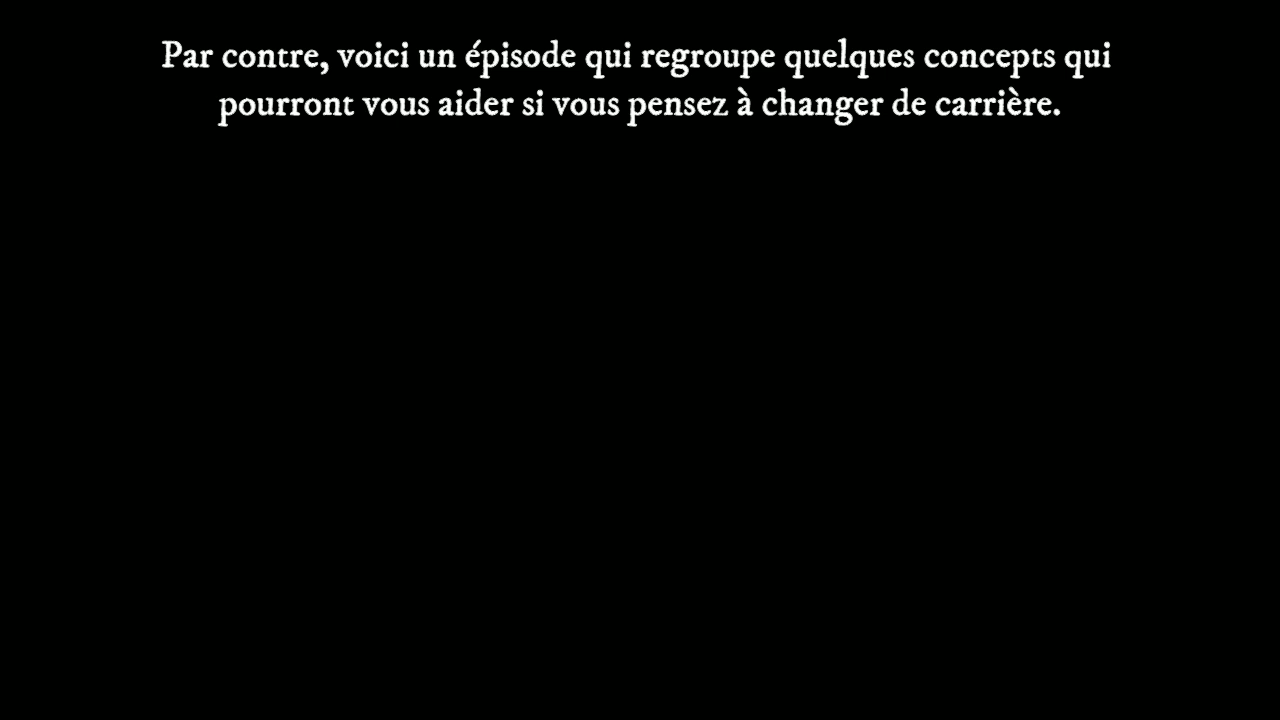 Par contre, voici un épisode qui regroupe quelques concepts qui
pourront vous aider si vous pensez à changer de carrière.